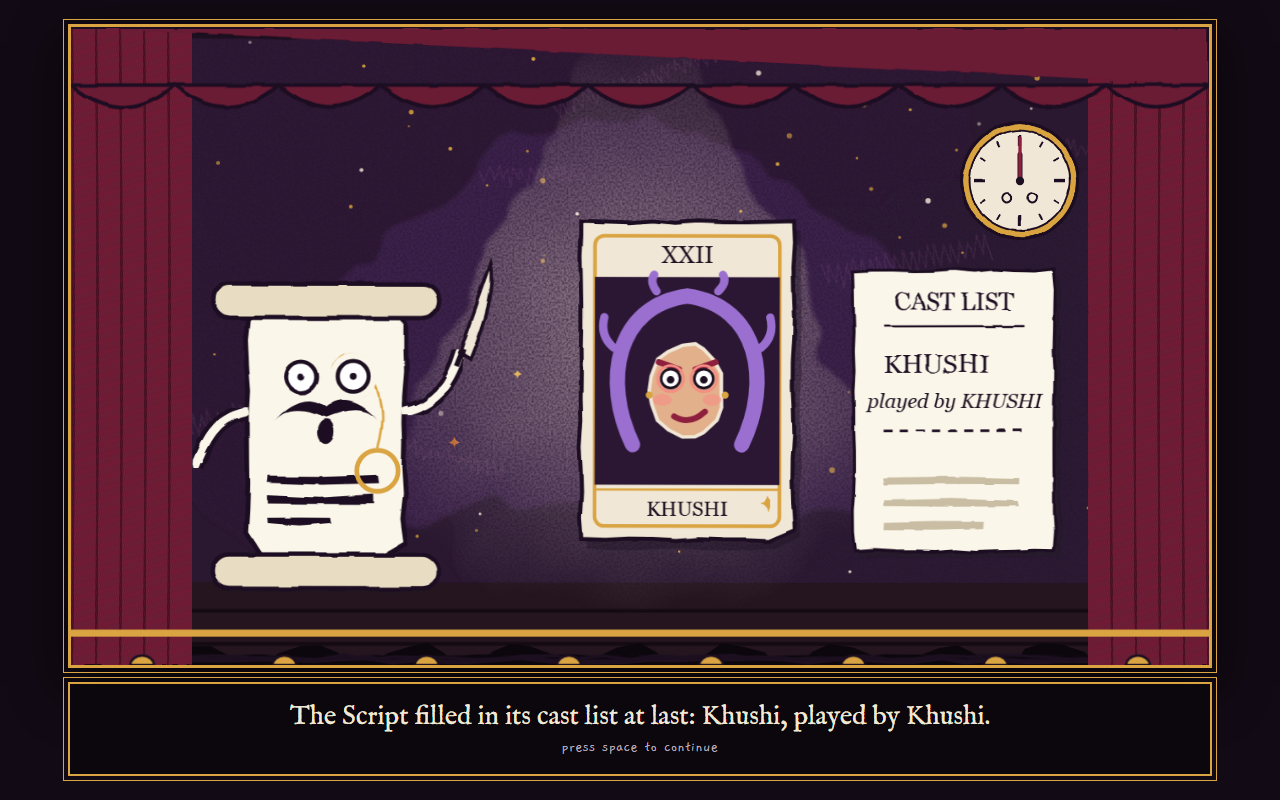 XXII
KHUSHI
CAST LIST
KHUSHI
played by KHUSHI
The Script filled in its cast list at last: Khushi, played by Khushi.
press space to continue